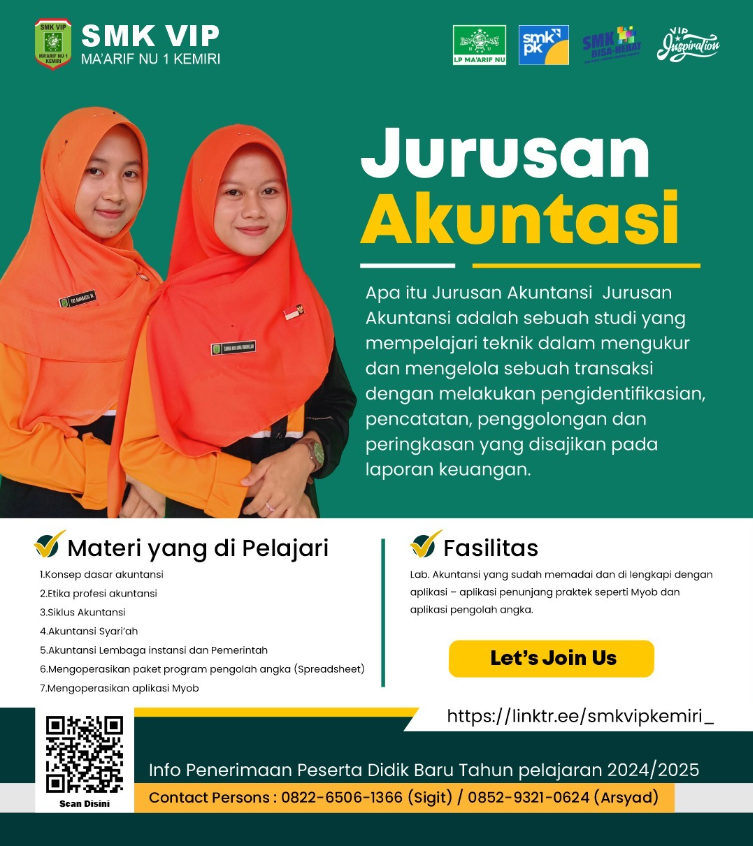 SMK VIP
MA'ARIF NU 1
KEMIRI
SMK VIP
MA'ARIF NU 1 KEMIRI
LP MA'ARIF NU
smk
pk
SMK
BISA-HEBAT
VIP
Inspiration
Jurusan
Akuntasi
Apa itu Jurusan Akuntansi Jurusan
Akuntansi adalah sebuah studi yang
mempelajari teknik dalam mengukur
dan mengelola sebuah transaksi
dengan melakukan pengidentifikasian,
pencatatan, penggolongan dan
peringkasan yang disajikan pada
laporan keuangan.
Materi yang di Pelajari
1.Konsep dasar akuntansi
2.Etika profesi akuntansi
3.Siklus Akuntansi
4.Akuntansi Syari'ah
5.Akuntansi Lembaga instansi dan Pemerintah
6.Mengoperasikan paket program pengolah angka (Spreadsheet)
7.Mengoperasikan aplikasi Myob
Fasilitas
Lab. Akuntansi yang sudah memadai dan di lengkapi dengan
aplikasi – aplikasi penunjang praktek seperti Myob dan
aplikasi pengolah angka.
Let's Join Us
https://linktr.ee/smkvipkemiri_
Scan Disini
Info Penerimaan Peserta Didik Baru Tahun pelajaran 2024/2025
Contact Persons : 0822-6506-1366 (Sigit) / 0852-9321-0624 (Arsyad)